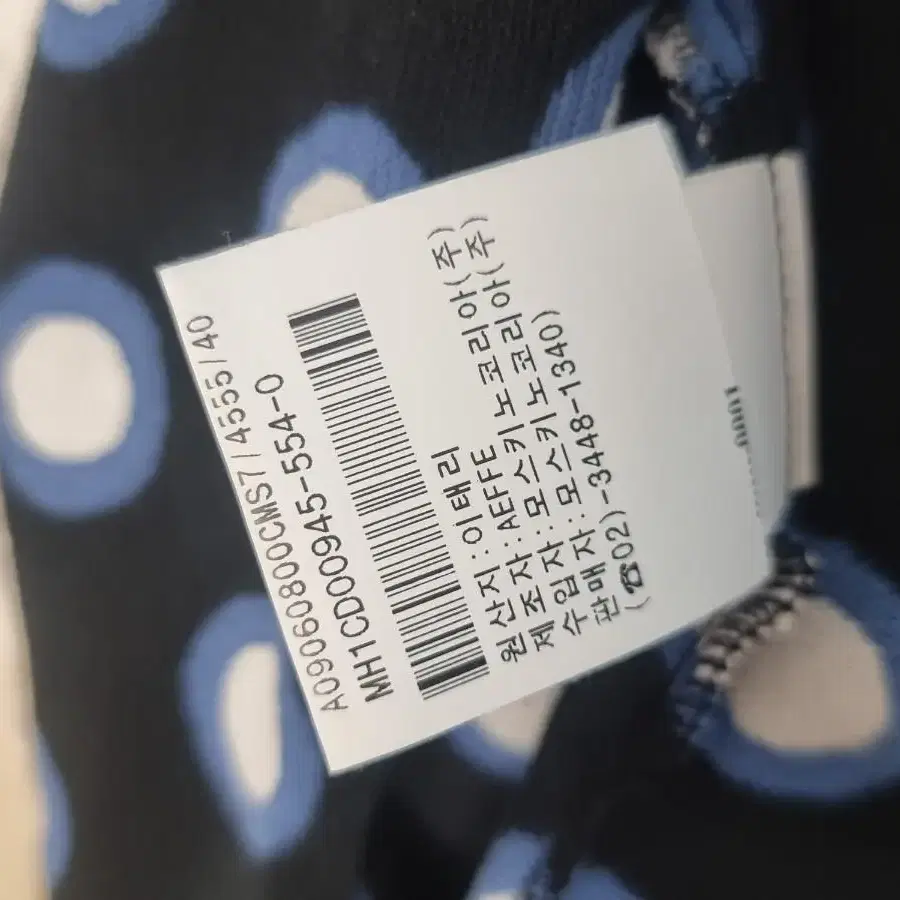 A09060800CMS7/4555/40
MH1CD00945-554-0
원산지:이태리
제조자:AEFFE
수입자:모스키노코리아(주)
판매자:모스키노코리아(주)
(☎02)-3448-1340)